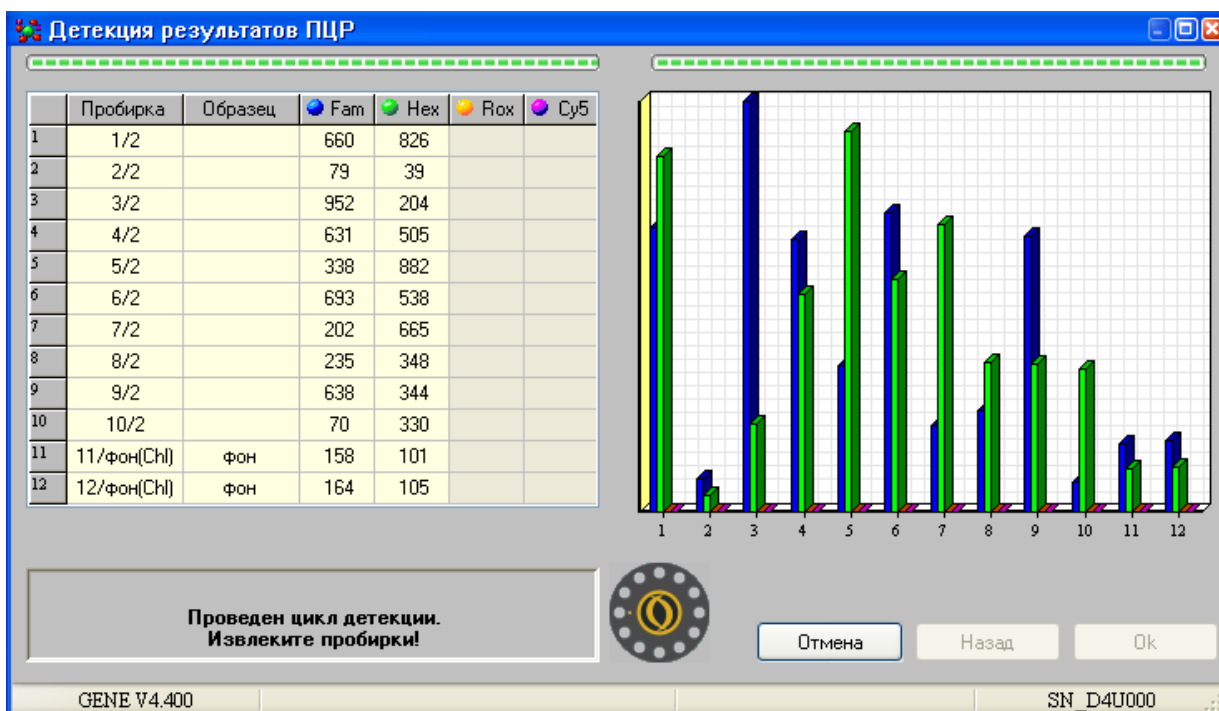 Детекция результатов ПЦР
Пробирка Образец Fam Hex Rox Cy5
1 1/2 660 826
2 2/2 79 39
3 3/2 952 204
4 4/2 631 505
5 5/2 338 882
6 6/2 693 538
7 7/2 202 665
8 8/2 235 348
9 9/2 638 344
10 10/2 70 330
11 11/фон(Chl) фон 158 101
12 12/фон(Chl) фон 164 105
1 2 3 4 5 6 7 8 9 10 11 12
Проведен цикл детекции.
Извлеките пробирки!
Отмена Назад Ok
GENE V4.400 SN_D4U000